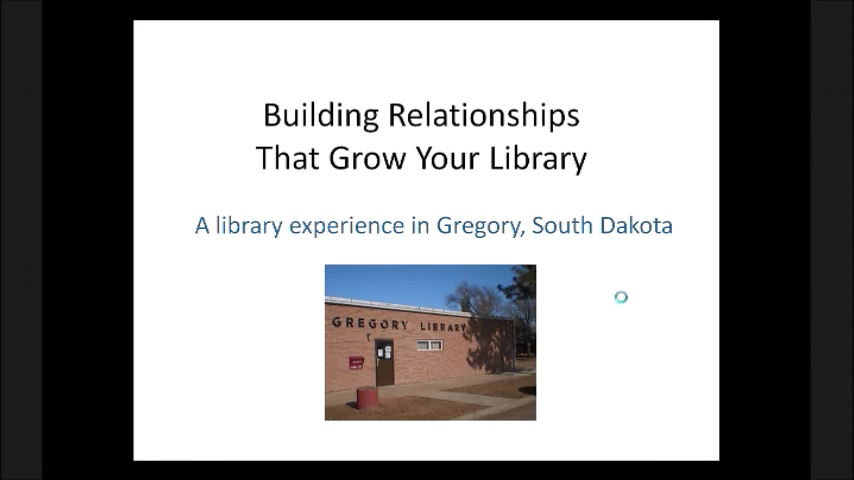 Building Relationships
That Grow Your Library
A library experience in Gregory, South Dakota
GREGORY LIBRARY